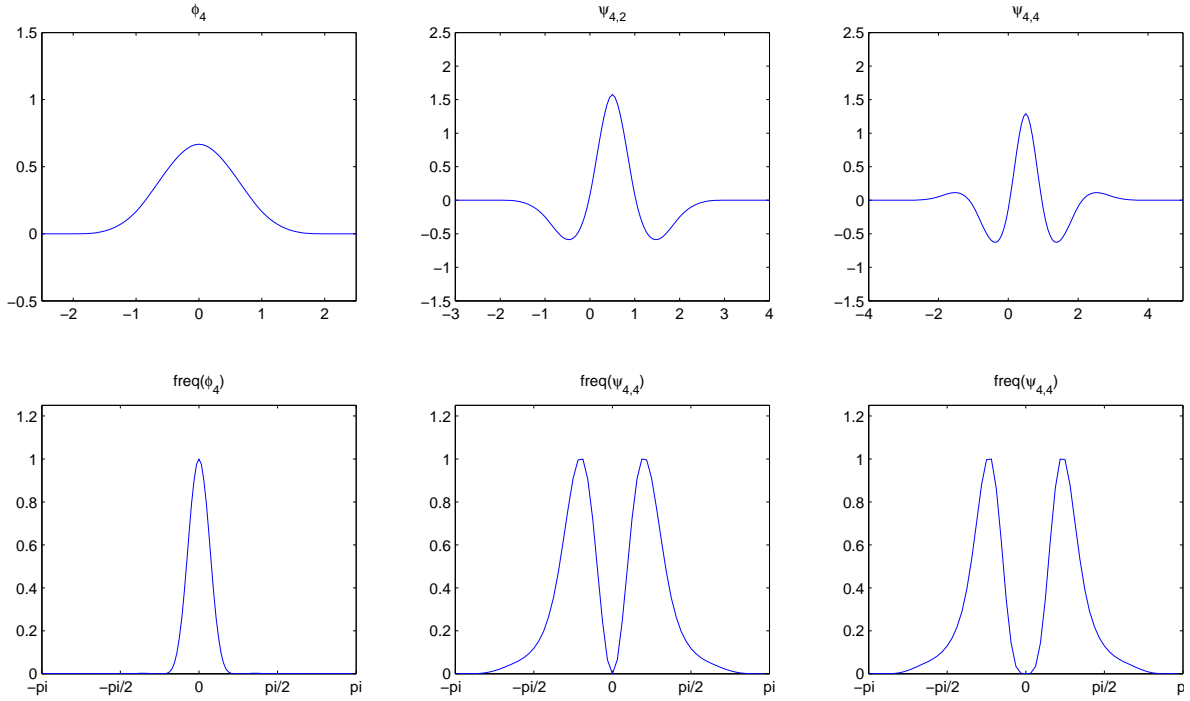 ϕ4 ψ4,2 ψ4,4
1.5 1 0.5 0 −0.5
−2 −1 0 1 2
2.5 2 1.5 1 0.5 0 −0.5 −1 −1.5
−3 −2 −1 0 1 2 3 4
2.5 2 1.5 1 0.5 0 −0.5 −1 −1.5
−4 −2 0 2 4
freq(ϕ4) freq(ψ4,4) freq(ψ4,4)
1.2 1 0.8 0.6 0.4 0.2 0
−pi −pi/2 0 pi/2 pi
1.2 1 0.8 0.6 0.4 0.2 0
−pi −pi/2 0 pi/2 pi
1.2 1 0.8 0.6 0.4 0.2 0
−pi −pi/2 0 pi/2